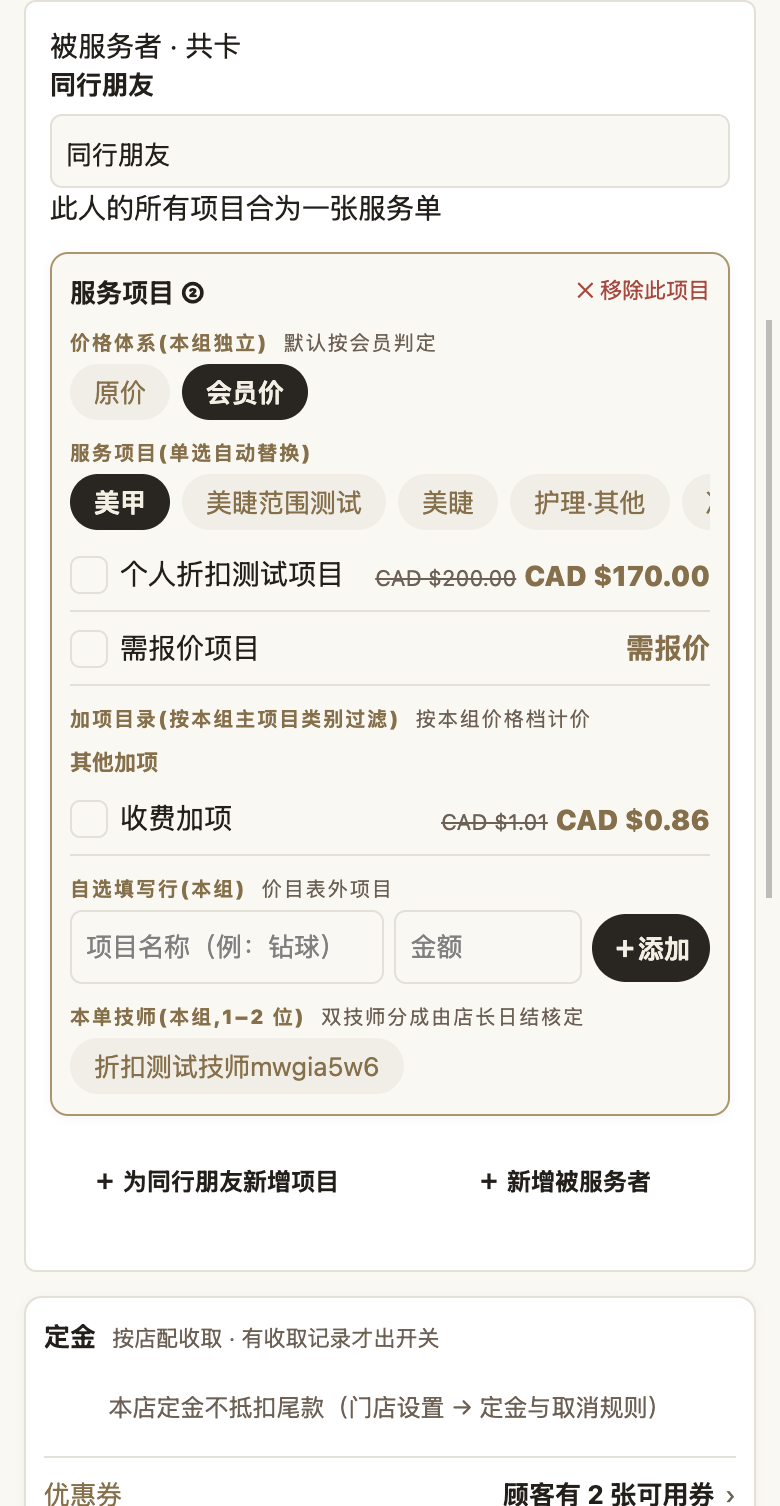 被服务者 · 共卡
同行朋友
同行朋友
此人的所有项目合为一张服务单
服务项目 ② × 移除此项目
价格体系(本组独立) 默认按会员判定
原价 会员价
服务项目(单选自动替换)
美甲 美睫范围测试 美睫 护理·其他
个人折扣测试项目 CAD $200.00 CAD $170.00
需报价项目 需报价
加项目录(按本组主项目类别过滤) 按本组价格档计价
其他加项
收费加项 CAD $1.01 CAD $0.86
自选填写行(本组) 价目表外项目
项目名称（例：钻球） 金额 ＋添加
本单技师(本组,1–2 位) 双技师分成由店长日结核定
折扣测试技师mwgia5w6
＋ 为同行朋友新增项目 ＋ 新增被服务者
定金 按店配收取 · 有收取记录才出开关
本店定金不抵扣尾款（门店设置 → 定金与取消规则）
优惠券 顾客有 2 张可用券 ›